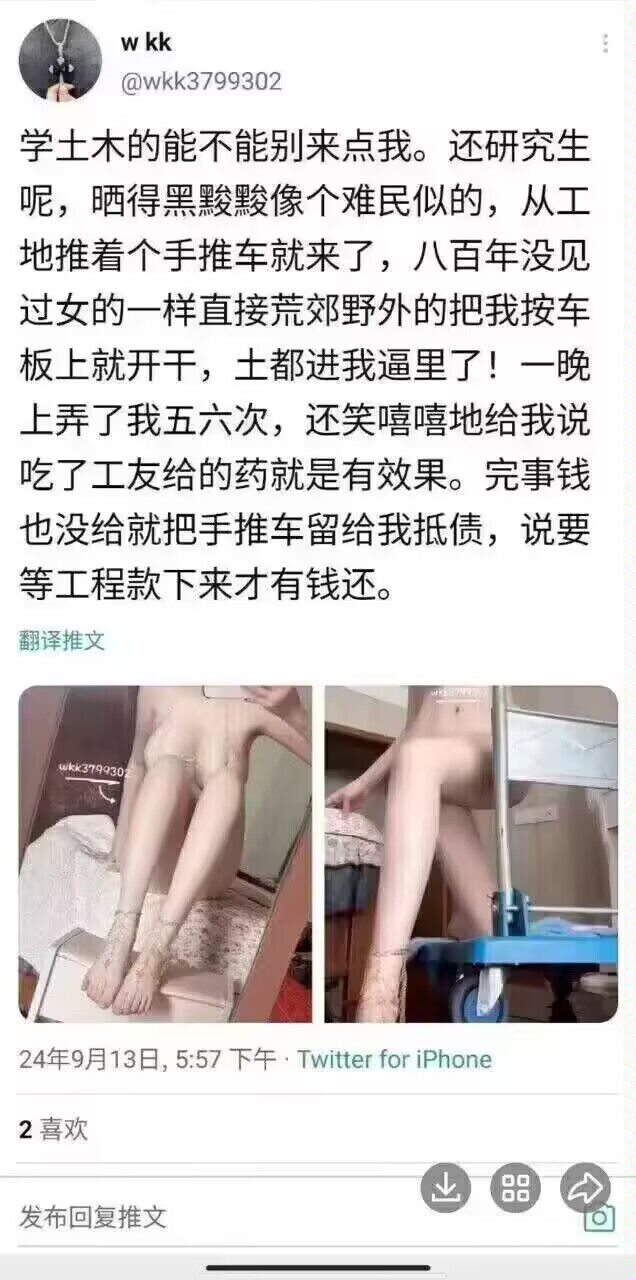 w kk
@wkk3799302
学土木的能不能别来点我。还研究生
呢，晒得黑黢黢像个难民似的，从工
地推着个手推车就来了，八百年没见
过女的一样直接荒郊野外的把我按车
板上就开干，土都进我逼里了！一晚
上弄了我五六次，还笑嘻嘻地给我说
吃了工友给的药就是有效果。完事钱
也没给就把手推车留给我抵债，说要
等工程款下来才有钱还。
翻译推文
wkk3799302
wkk3799302
24年9月13日, 5:57 下午 · Twitter for iPhone
2 喜欢
发布回复推文